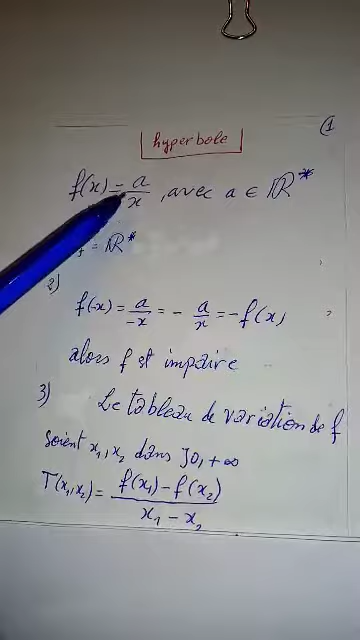 (1
hyperbole
f(x) = a/x , avec a ∈ ℝ*
= ℝ*
2)
f(-x) = a/-x = - a/x = -f(x)
alors f est impaire
3) Le tableau de variation de f
soient x₁, x₂ dans ]0, +∞
T(x₁,x₂) = f(x₁) - f(x₂) / x₁ - x₂